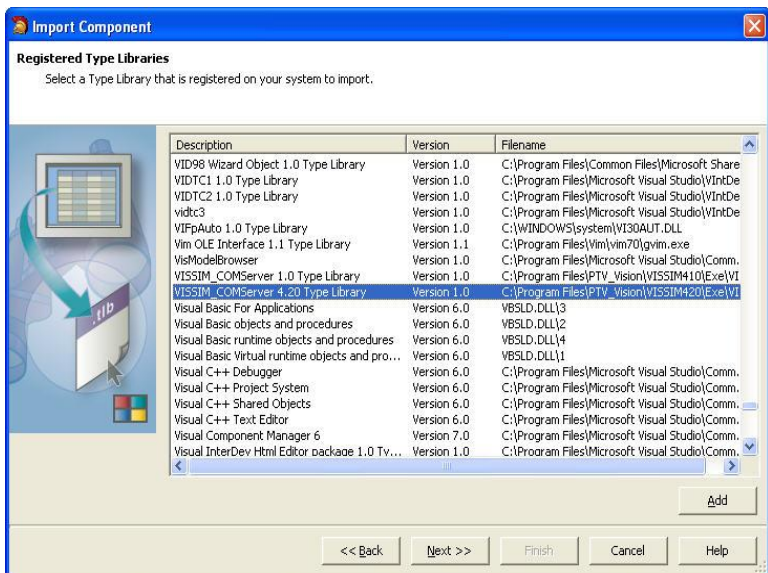 Import Component
Registered Type Libraries
Select a Type Library that is registered on your system to import.
Description Version Filename
VID98 Wizard Object 1.0 Type Library Version 1.0 C:\Program Files\Common Files\Microsoft Share
VIDTC1 1.0 Type Library Version 1.0 C:\Program Files\Microsoft Visual Studio\VIntDe
VIDTC2 1.0 Type Library Version 1.0 C:\Program Files\Microsoft Visual Studio\VIntDe
vidtc3 Version 1.0 C:\Program Files\Microsoft Visual Studio\VIntDe
VIFpAuto 1.0 Type Library Version 1.0 C:\WINDOWS\system\VI30AUT.DLL
Vim OLE Interface 1.1 Type Library Version 1.1 C:\Program Files\Vim\vim70\gvim.exe
VisModelBrowser Version 1.0 C:\Program Files\Microsoft Visual Studio\Comm.
VISSIM_COMServer 1.0 Type Library Version 1.0 C:\Program Files\PTV_Vision\VISSIM410\Exe\VI
VISSIM_COMServer 4.20 Type Library Version 1.0 C:\Program Files\PTV_Vision\VISSIM420\Exe\VI
Visual Basic For Applications Version 6.0 VBSLD.DLL\3
Visual Basic objects and procedures Version 6.0 VBSLD.DLL\2
Visual Basic runtime objects and procedures Version 6.0 VBSLD.DLL\4
Visual Basic Virtual runtime objects and pro... Version 6.0 VBSLD.DLL\1
Visual C++ Debugger Version 6.0 C:\Program Files\Microsoft Visual Studio\Comm.
Visual C++ Project System Version 6.0 C:\Program Files\Microsoft Visual Studio\Comm.
Visual C++ Shared Objects Version 6.0 C:\Program Files\Microsoft Visual Studio\Comm.
Visual C++ Text Editor Version 6.0 C:\Program Files\Microsoft Visual Studio\Comm.
Visual Component Manager 6 Version 7.0 C:\Program Files\Microsoft Visual Studio\Comm.
Visual InterDev Html Editor package 1.0 Ty... Version 1.0 C:\Program Files\Microsoft Visual Studio\Comm.
.tlb
Add
<< Back Next >> Finish Cancel Help